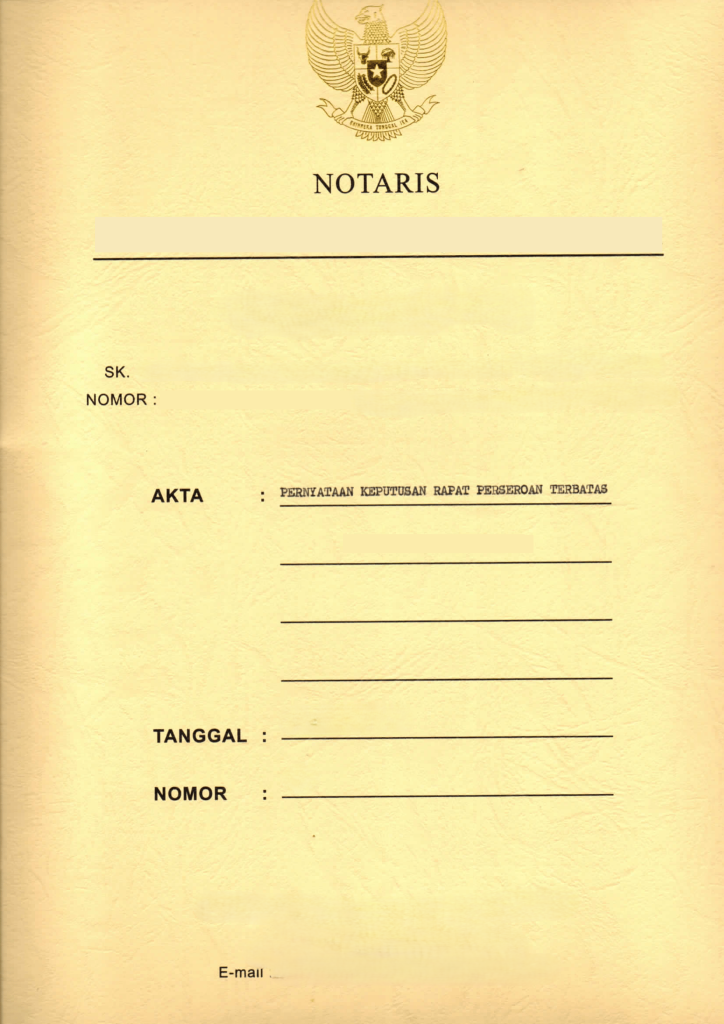 BHINNEKA TUNGGAL IKA
NOTARIS
SK.
NOMOR :
AKTA : PERNYATAAN KEPUTUSAN RAPAT PERSEROAN TERBATAS
TANGGAL :
NOMOR :
E-mail